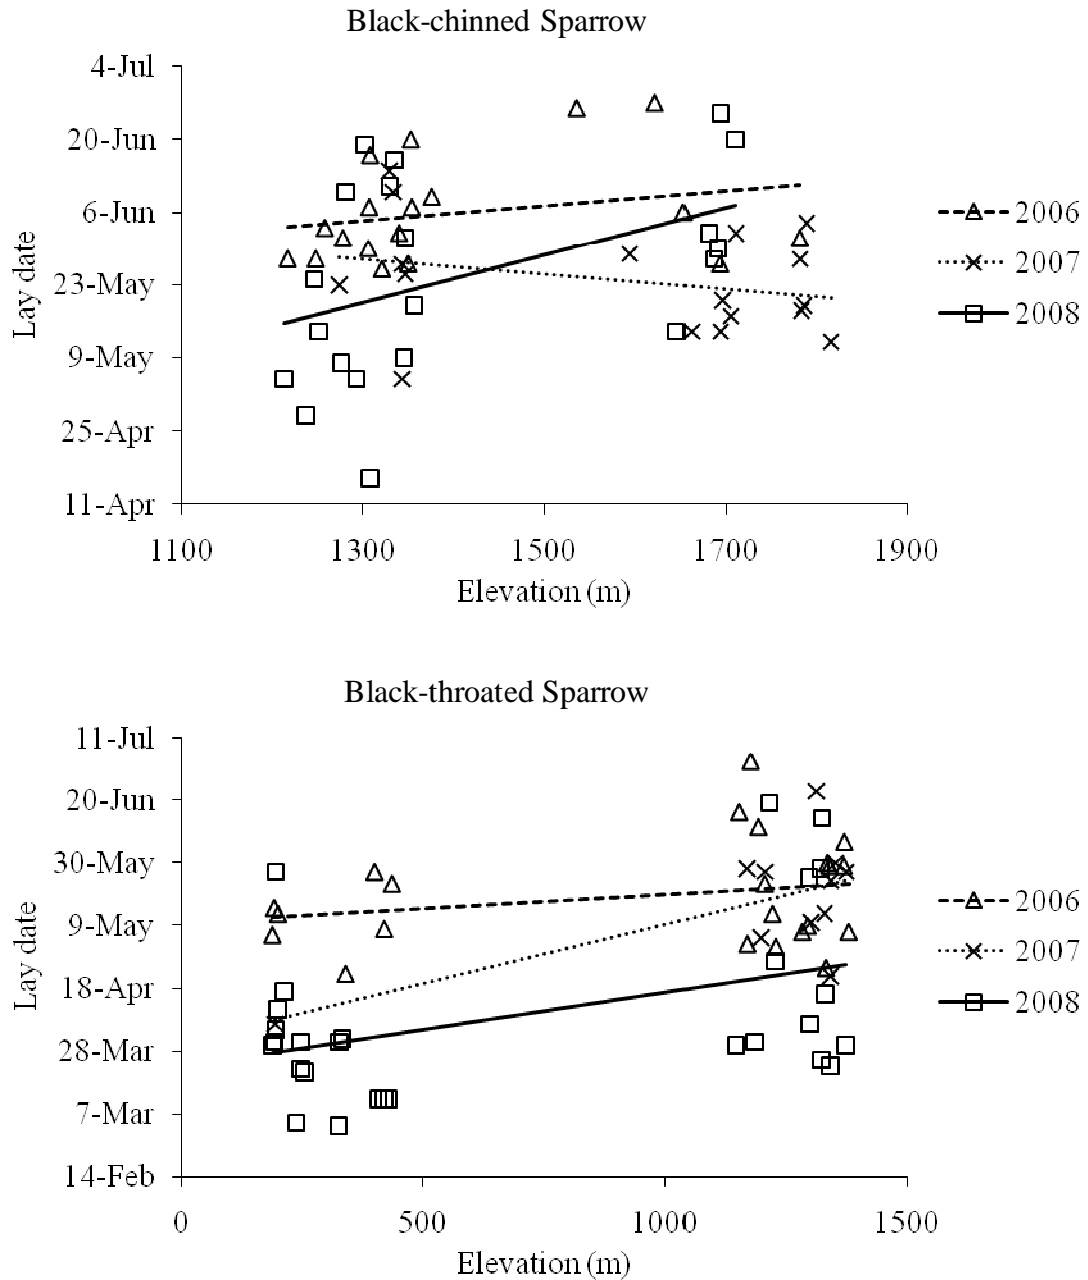 Black-chinned Sparrow
4-Jul
20-Jun
6-Jun
23-May
9-May
25-Apr
11-Apr
Lay date
1100 1300 1500 1700 1900
Elevation (m)
2006
2007
2008
Black-throated Sparrow
11-Jul
20-Jun
30-May
9-May
18-Apr
28-Mar
7-Mar
14-Feb
Lay date
0 500 1000 1500
Elevation (m)
2006
2007
2008